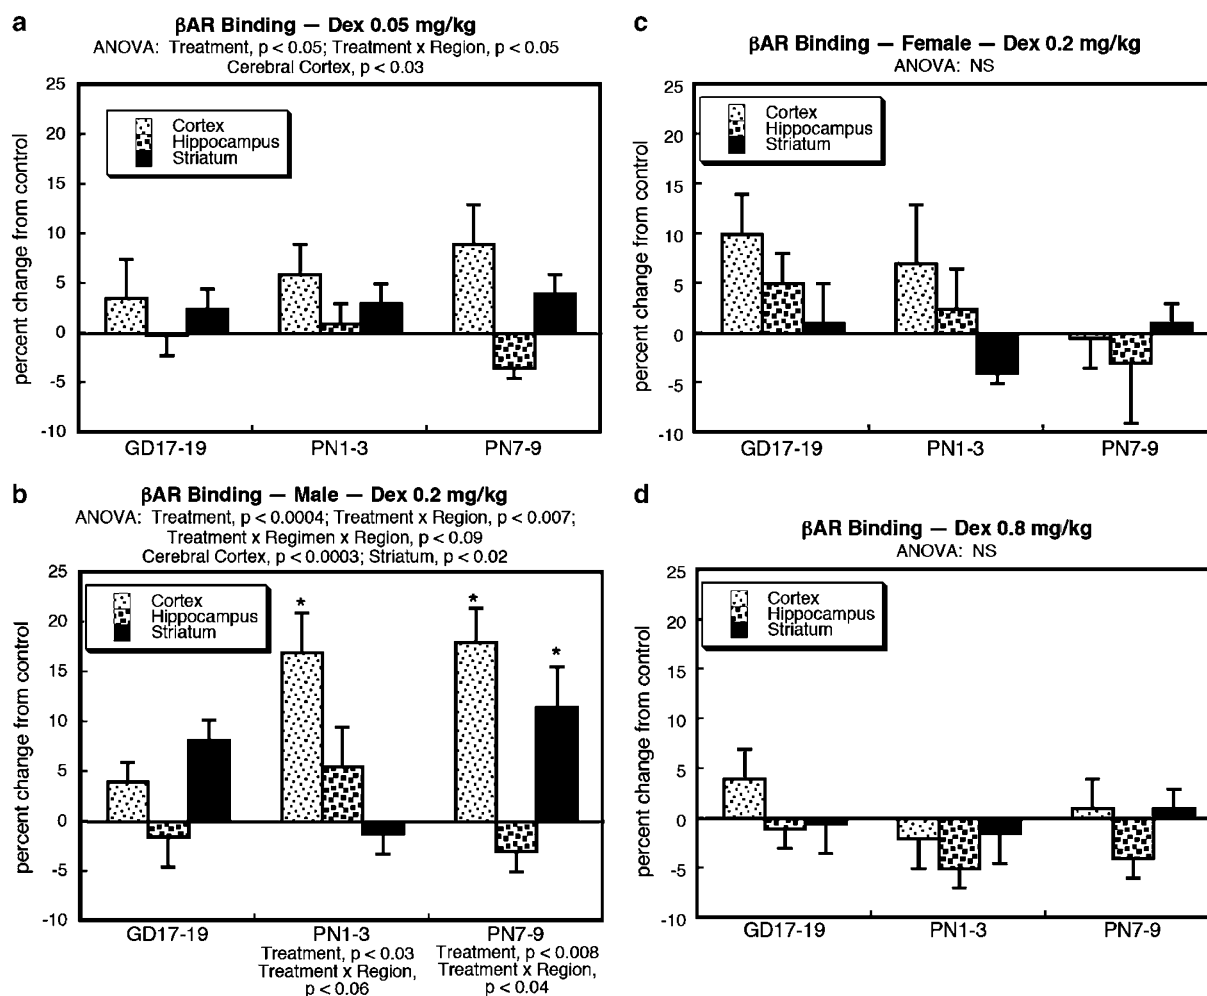 a
βAR Binding — Dex 0.05 mg/kg
ANOVA: Treatment, p < 0.05; Treatment x Region, p < 0.05
Cerebral Cortex, p < 0.03
percent change from control
25
20
15
10
5
0
-5
-10
Cortex
Hippocampus
Striatum
GD17-19
PN1-3
PN7-9
b
βAR Binding — Male — Dex 0.2 mg/kg
ANOVA: Treatment, p < 0.0004; Treatment x Region, p < 0.007;
Treatment x Regimen x Region, p < 0.09
Cerebral Cortex, p < 0.0003; Striatum, p < 0.02
percent change from control
25
20
15
10
5
0
-5
-10
Cortex
Hippocampus
Striatum
*
*
*
GD17-19
PN1-3
Treatment, p < 0.03
Treatment x Region,
p < 0.06
PN7-9
Treatment, p < 0.008
Treatment x Region,
p < 0.04
c
βAR Binding — Female — Dex 0.2 mg/kg
ANOVA: NS
percent change from control
25
20
15
10
5
0
-5
-10
Cortex
Hippocampus
Striatum
GD17-19
PN1-3
PN7-9
d
βAR Binding — Dex 0.8 mg/kg
ANOVA: NS
percent change from control
25
20
15
10
5
0
-5
-10
Cortex
Hippocampus
Striatum
GD17-19
PN1-3
PN7-9